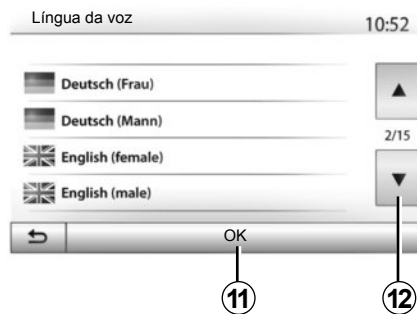 Língua da voz
10:52
Deutsch (Frau)
Deutsch (Mann)
2/15
English (female)
English (male)
OK
11
12